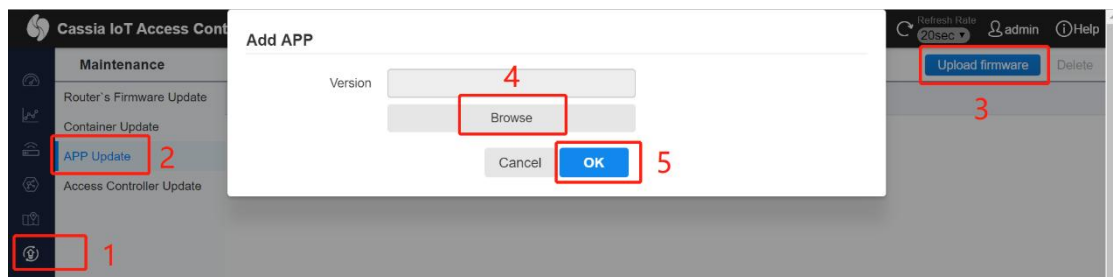 Cassia IoT Access Cont
Refresh Rate
20sec
admin
Help
Maintenance
Upload firmware
Delete
3
Router's Firmware Update
Container Update
APP Update
2
Access Controller Update
1
Add APP
Version
4
Browse
Cancel
OK
5